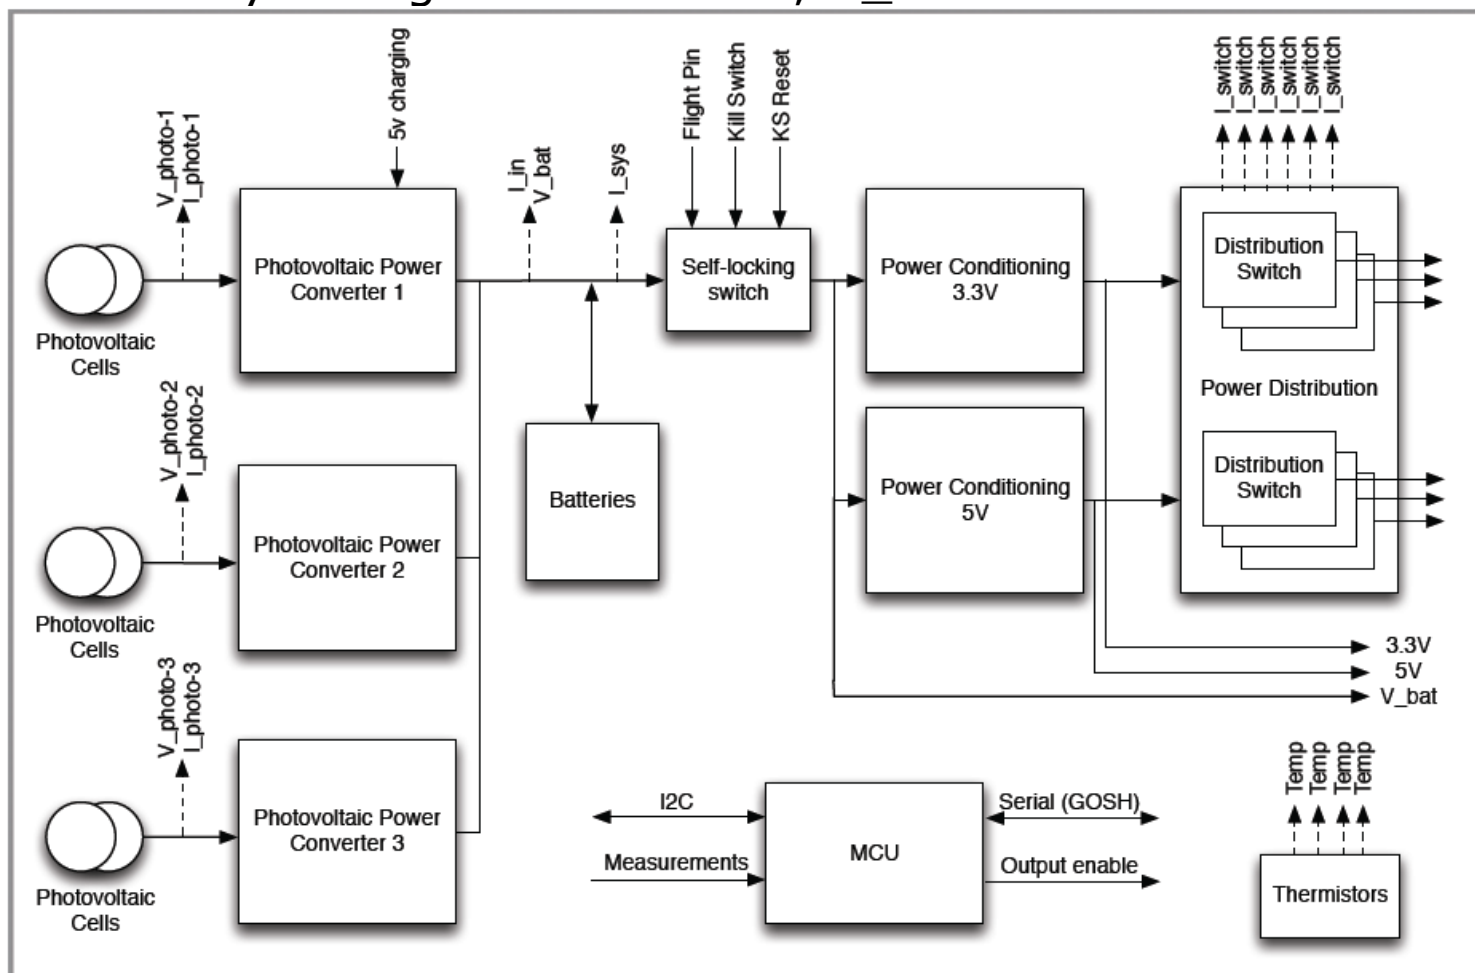 V_photo-1
I_photo-1
5v charging
I_in
V_bat
I_sys
Flight Pin
Kill Switch
KS Reset
I_switch
I_switch
I_switch
I_switch
I_switch
I_switch
Photovoltaic
Cells
Photovoltaic Power
Converter 1
Self-locking
switch
Power Conditioning
3.3V
Distribution
Switch
Power Distribution
V_photo-2
I_photo-2
Photovoltaic
Cells
Photovoltaic Power
Converter 2
Batteries
Power Conditioning
5V
Distribution
Switch
3.3V
5V
V_bat
V_photo-3
I_photo-3
Photovoltaic
Cells
Photovoltaic Power
Converter 3
I2C
Measurements
MCU
Serial (GOSH)
Output enable
Temp
Temp
Temp
Temp
Thermistors